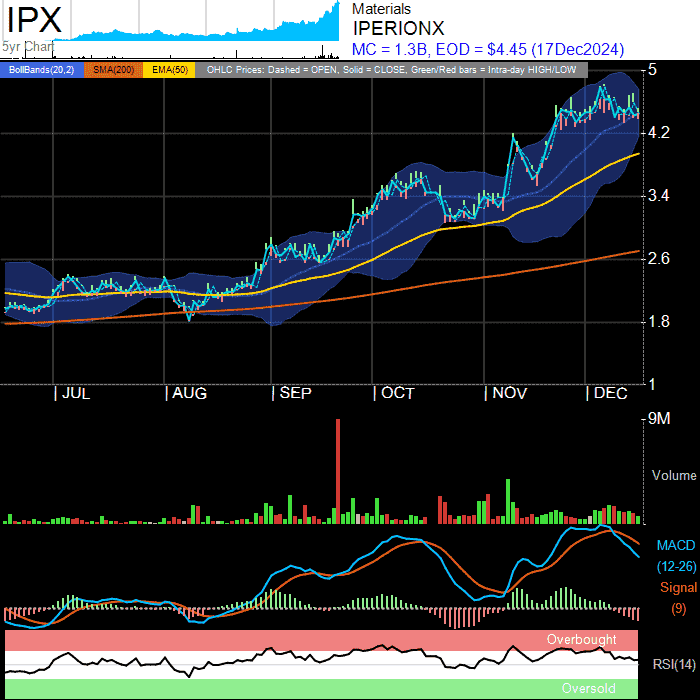 IPX
5yr Chart
Materials
IPERIONX
MC = 1.3B, EOD = $4.45 (17Dec2024)
BollBands(20,2) SMA(200) EMA(50) OHLC Prices: Dashed = OPEN, Solid = CLOSE, Green/Red bars = Intra-day HIGH/LOW
5
4.2
3.4
2.6
1.8
1
| JUL | AUG | SEP | OCT | NOV | DEC
9M
Volume
MACD
(12-26)
Signal
(9)
Overbought
RSI(14)
Oversold